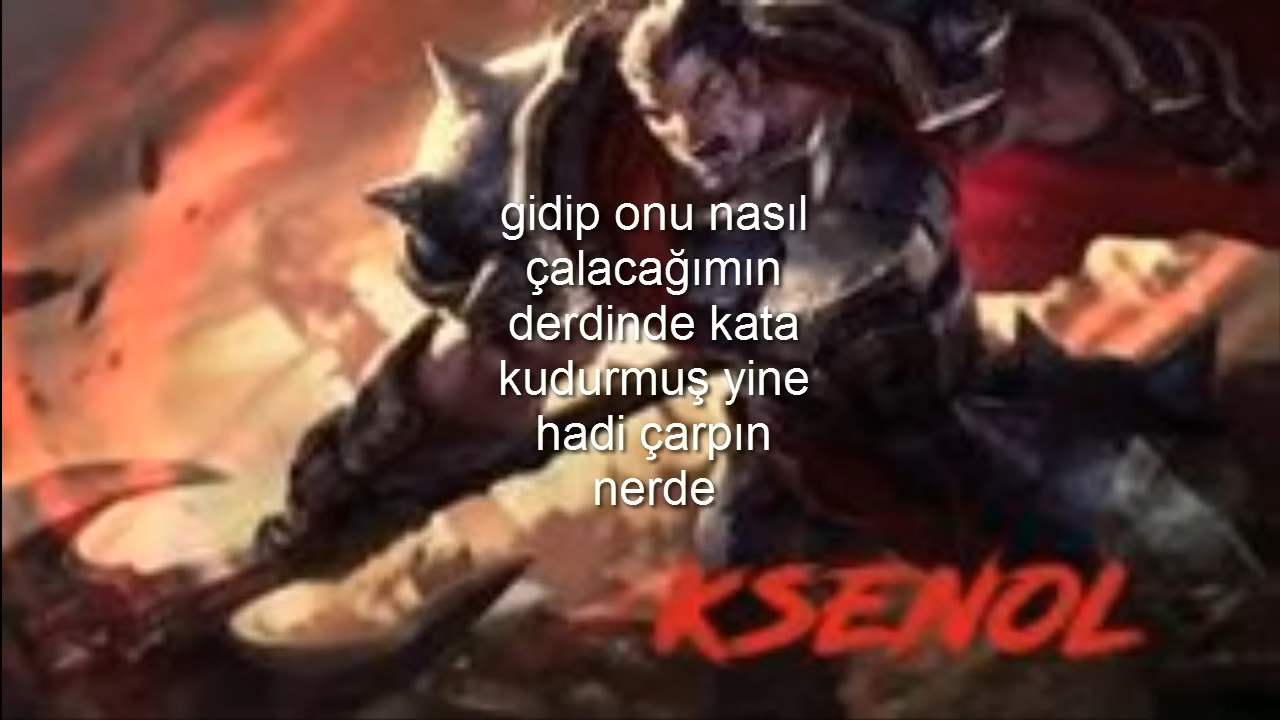 gidip onu nasıl
çalacağımın
derdinde kata
kudurmuş yine
hadi çarpın
nerde
KSENOL